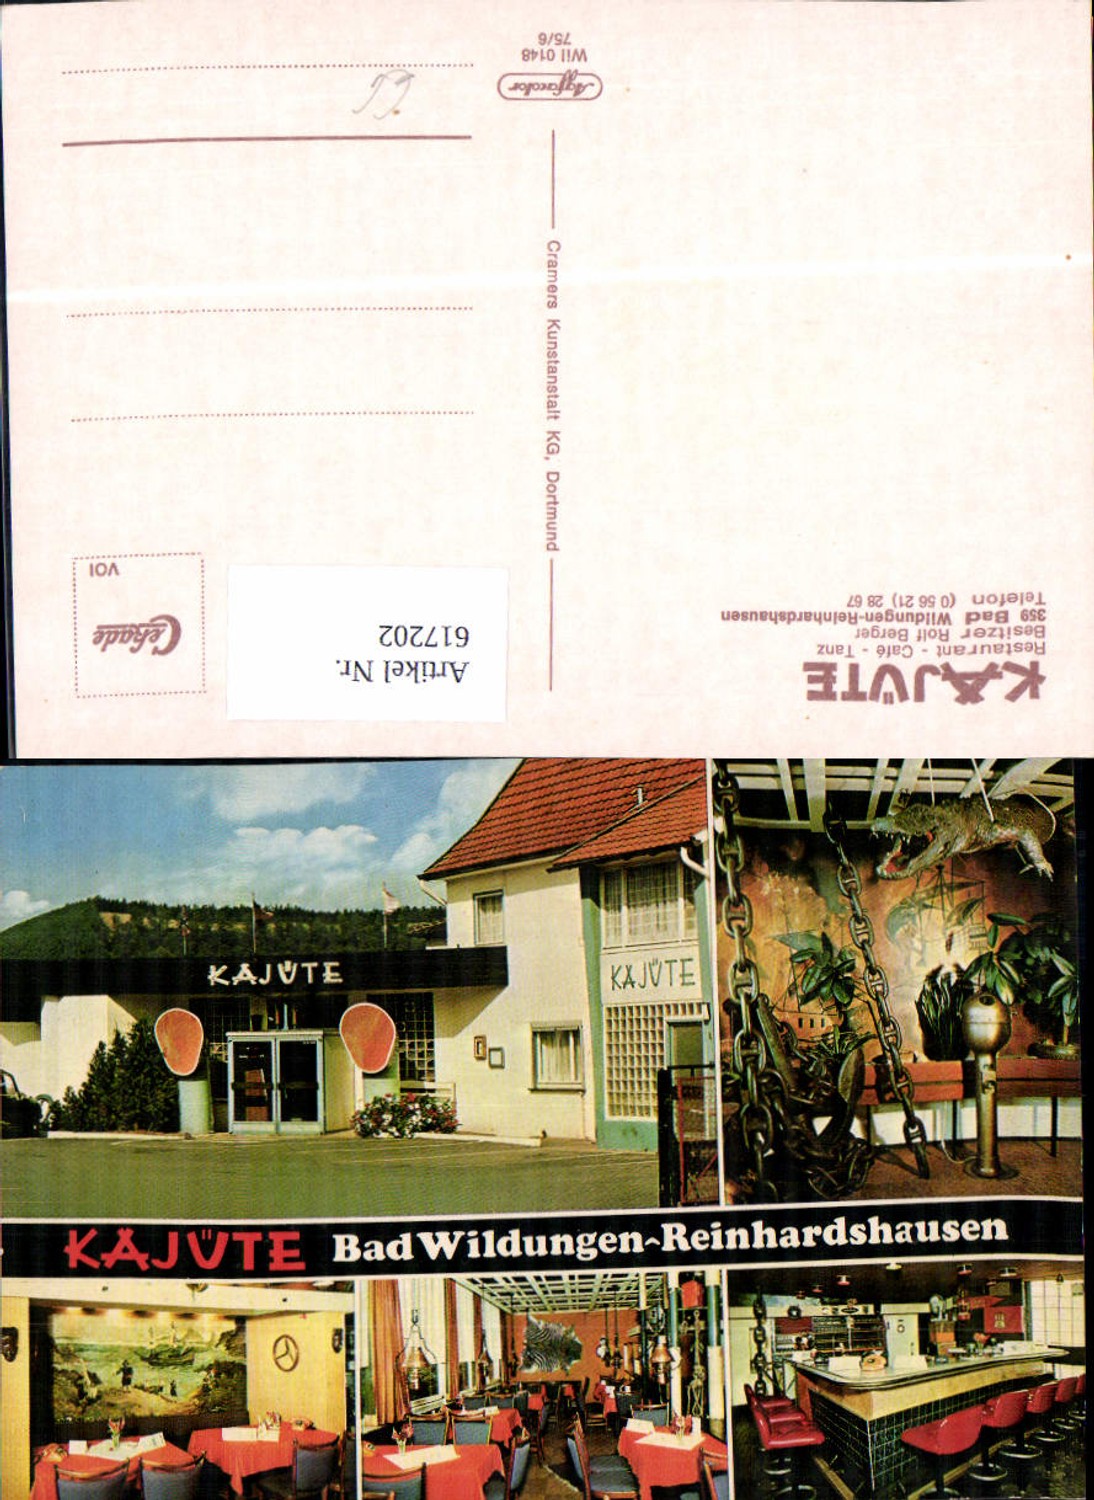 KAJÜTE
Restaurant - Café - Tanz
Besitzer Rolf Berger
359 Bad Wildungen-Reinhardshausen
Telefon (0 56 21) 28 67
Cramers Kunstanstalt KG, Dortmund
Agfacolor
Wil 0148
75/6
Artikel Nr.
617202
Cekade
VOI
KAJÜTE
KAJÜTE
KAJÜTE Bad Wildungen-Reinhardshausen